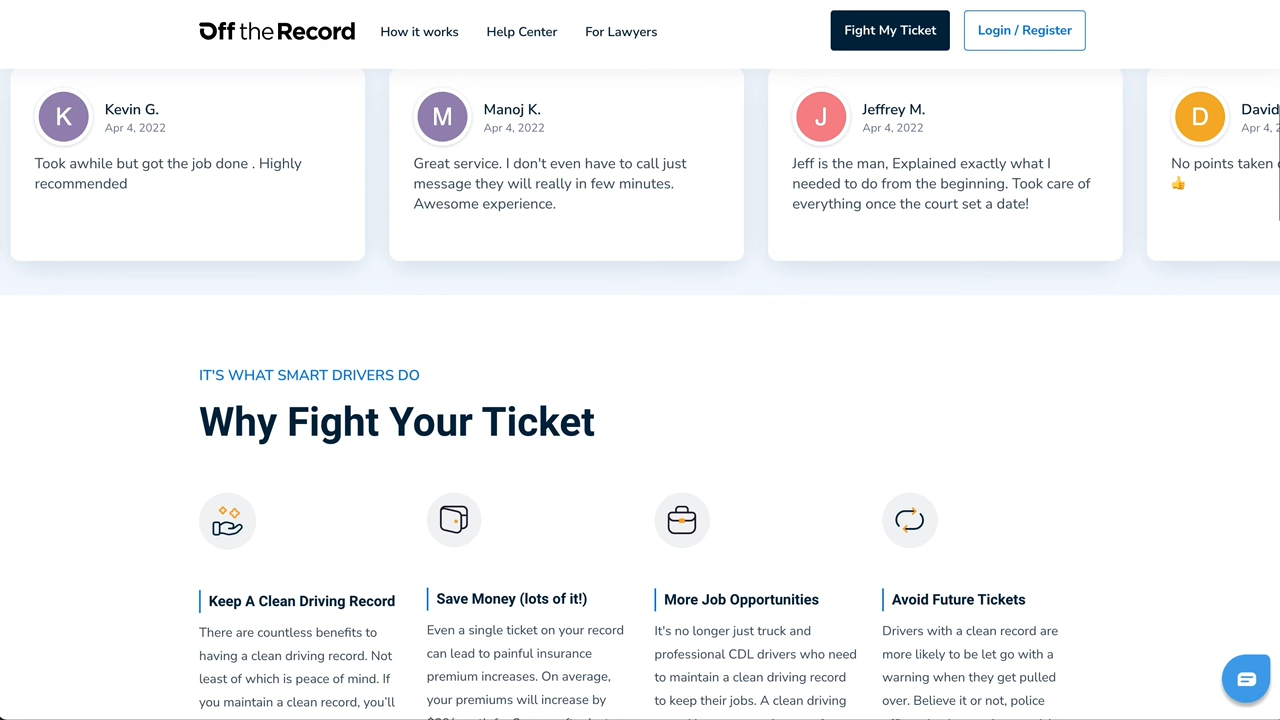 Off the Record
How it works
Help Center
For Lawyers
Fight My Ticket
Login / Register
K
Kevin G.
Apr 4, 2022
Took awhile but got the job done . Highly
recommended
M
Manoj K.
Apr 4, 2022
Great service. I don't even have to call just
message they will really in few minutes.
Awesome experience.
J
Jeffrey M.
Apr 4, 2022
Jeff is the man, Explained exactly what I
needed to do from the beginning. Took care of
everything once the court set a date!
D
David
Apr 4,
No points taken
👍
IT'S WHAT SMART DRIVERS DO
Why Fight Your Ticket
Keep A Clean Driving Record
There are countless benefits to
having a clean driving record. Not
least of which is peace of mind. If
you maintain a clean record, you'll
Save Money (lots of it!)
Even a single ticket on your record
can lead to painful insurance
premium increases. On average,
your premiums will increase by
More Job Opportunities
It's no longer just truck and
professional CDL drivers who need
to maintain a clean driving record
to keep their jobs. A clean driving
Avoid Future Tickets
Drivers with a clean record are
more likely to be let go with a
warning when they get pulled
over. Believe it or not, police